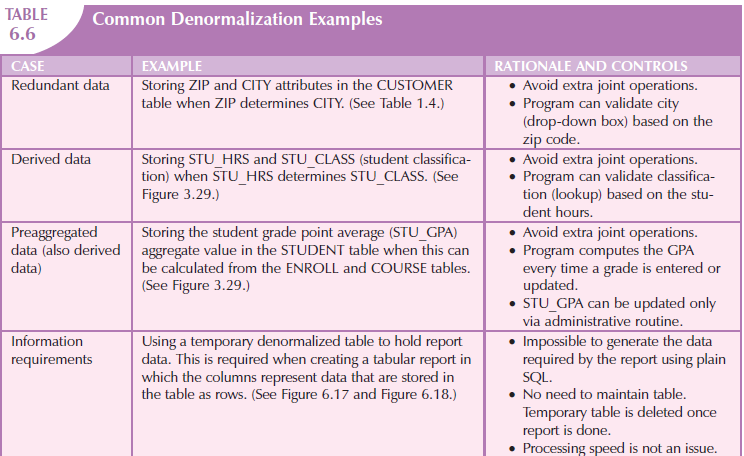 TABLE
6.6
Common Denormalization Examples
CASE EXAMPLE RATIONALE AND CONTROLS
Redundant data
Storing ZIP and CITY attributes in the CUSTOMER
table when ZIP determines CITY. (See Table 1.4.)
• Avoid extra joint operations.
• Program can validate city
(drop-down box) based on the
zip code.
Derived data
Storing STU_HRS and STU_CLASS (student classifica-
tion) when STU_HRS determines STU_CLASS. (See
Figure 3.29.)
• Avoid extra joint operations.
• Program can validate classifica-
tion (lookup) based on the stu-
dent hours.
Preaggregated
data (also derived
data)
Storing the student grade point average (STU_GPA)
aggregate value in the STUDENT table when this can
be calculated from the ENROLL and COURSE tables.
(See Figure 3.29.)
• Avoid extra joint operations.
• Program computes the GPA
every time a grade is entered or
updated.
• STU_GPA can be updated only
via administrative routine.
Information
requirements
Using a temporary denormalized table to hold report
data. This is required when creating a tabular report in
which the columns represent data that are stored in
the table as rows. (See Figure 6.17 and Figure 6.18.)
• Impossible to generate the data
required by the report using plain
SQL.
• No need to maintain table.
Temporary table is deleted once
report is done.
• Processing speed is not an issue.